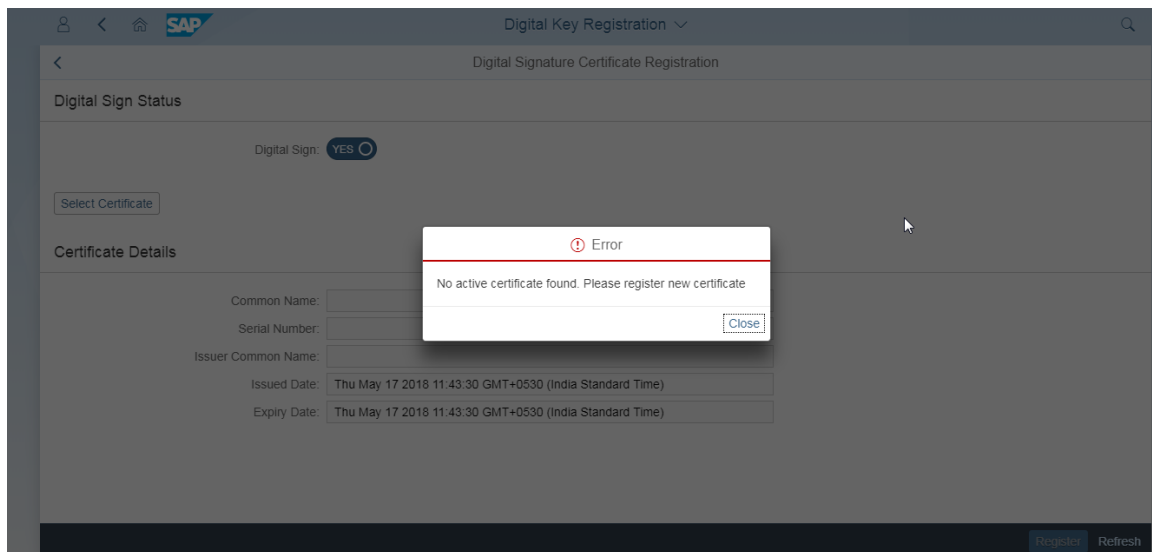 SAP Digital Key Registration
Digital Signature Certificate Registration
Digital Sign Status
Digital Sign: YES
Select Certificate
Certificate Details
Error
No active certificate found. Please register new certificate
Close
Common Name:
Serial Number:
Issuer Common Name:
Issued Date: Thu May 17 2018 11:43:30 GMT+0530 (India Standard Time)
Expiry Date: Thu May 17 2018 11:43:30 GMT+0530 (India Standard Time)
Register Refresh